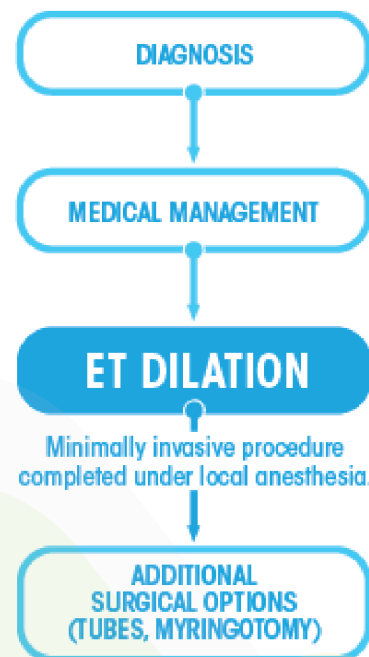 DIAGNOSIS
MEDICAL MANAGEMENT
ET DILATION
Minimally invasive procedure
completed under local anesthesia.
ADDITIONAL
SURGICAL OPTIONS
(TUBES, MYRINGOTOMY)